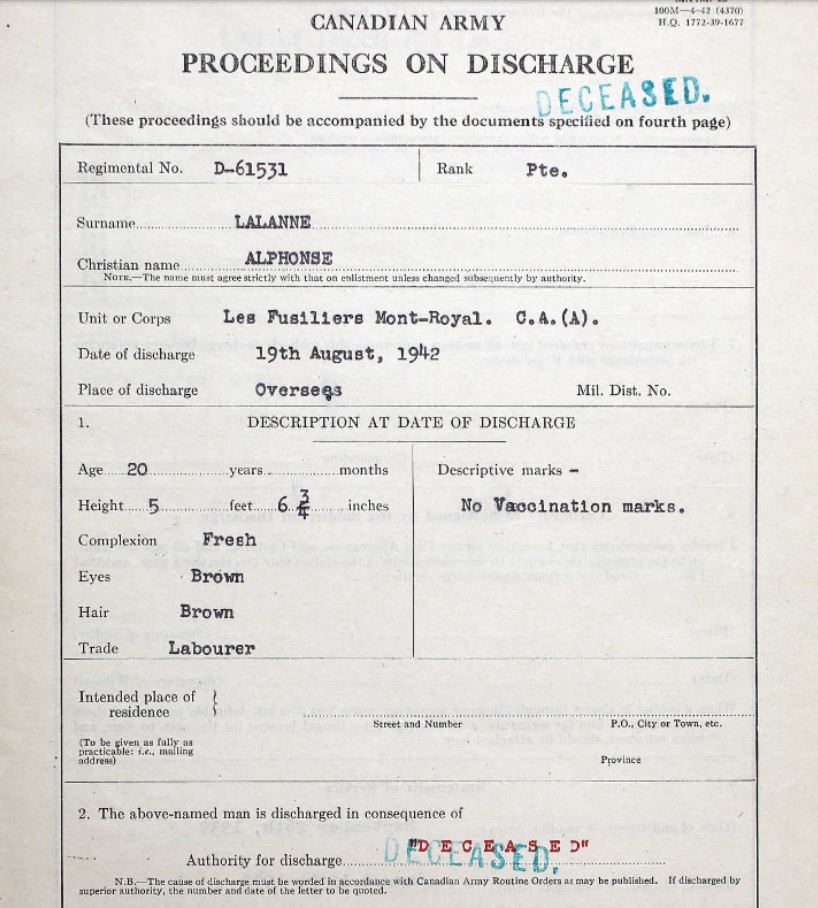 100M—4-42 (4370)
H.Q. 1772-39-1677
CANADIAN ARMY
PROCEEDINGS ON DISCHARGE
DECEASED.
(These proceedings should be accompanied by the documents specified on fourth page)
Regimental No. D-61531 Rank Pte.
Surname LALANNE
Christian name ALPHONSE
NOTE.—The name must agree strictly with that on enlistment unless changed subsequently by authority.
Unit or Corps Les Fusiliers Mont-Royal. C.A.(A).
Date of discharge 19th August, 1942
Place of discharge Overseas Mil. Dist. No.
1. DESCRIPTION AT DATE OF DISCHARGE
Age 20 years months Descriptive marks –
Height 5 feet 6 3/4 inches No Vaccination marks.
Complexion Fresh
Eyes Brown
Hair Brown
Trade Labourer
Intended place of
residence }
Street and Number P.O., City or Town, etc.
(To be given as fully as
practicable: i.e., mailing
address)
Province
2. The above-named man is discharged in consequence of
"D E C E A S E D"
Authority for discharge DECEASED.
N.B.—The cause of discharge must be worded in accordance with Canadian Army Routine Orders as may be published. If discharged by
superior authority, the number and date of the letter to be quoted.